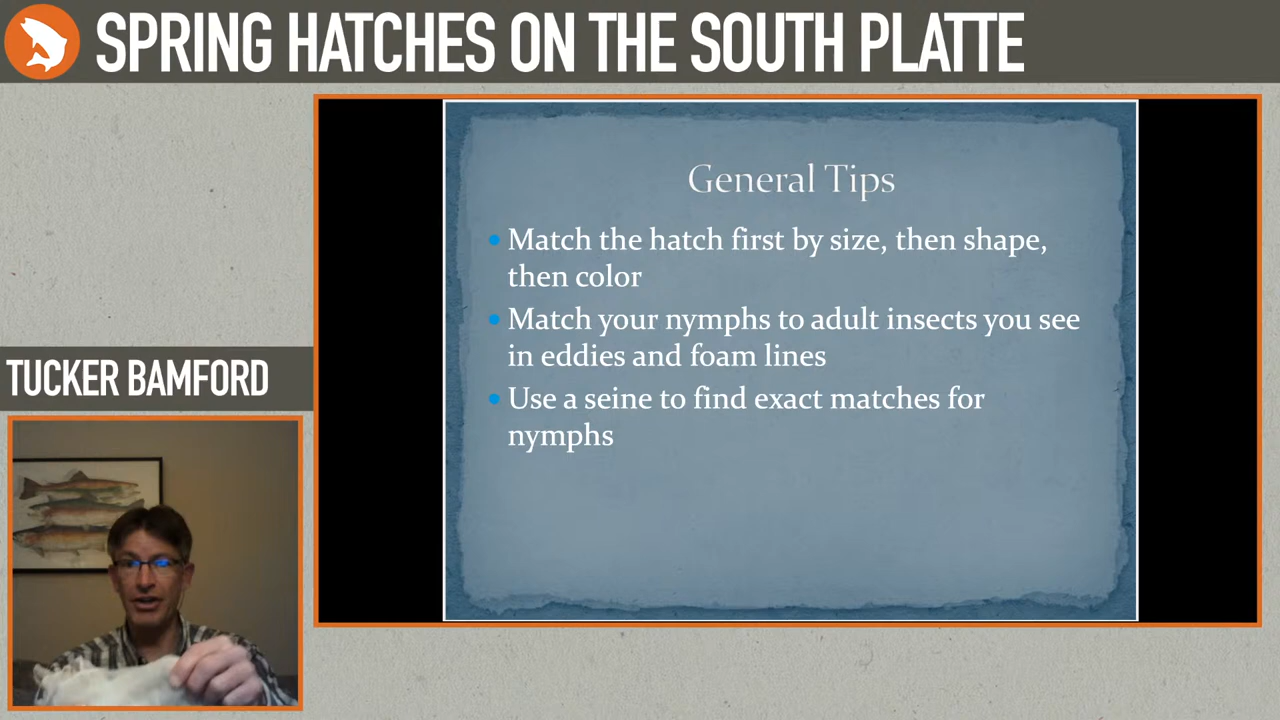 SPRING HATCHES ON THE SOUTH PLATTE
General Tips
Match the hatch first by size, then shape,
then color
Match your nymphs to adult insects you see
in eddies and foam lines
Use a seine to find exact matches for
nymphs
TUCKER BAMFORD